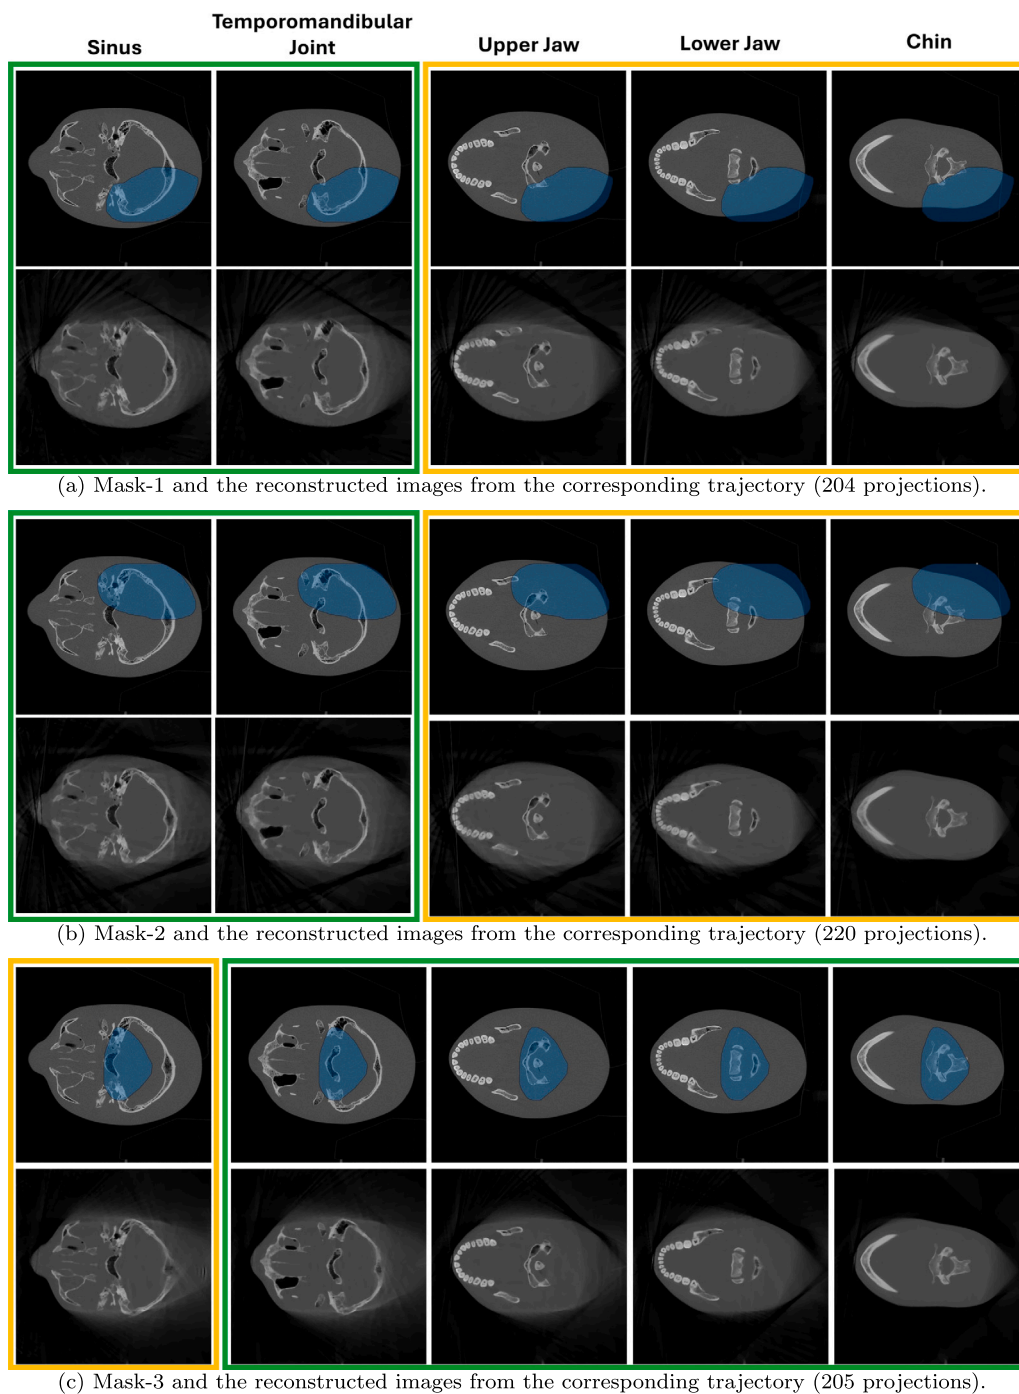 Sinus
Temporomandibular
Joint
Upper Jaw
Lower Jaw
Chin
(a) Mask-1 and the reconstructed images from the corresponding trajectory (204 projections).
(b) Mask-2 and the reconstructed images from the corresponding trajectory (220 projections).
(c) Mask-3 and the reconstructed images from the corresponding trajectory (205 projections).